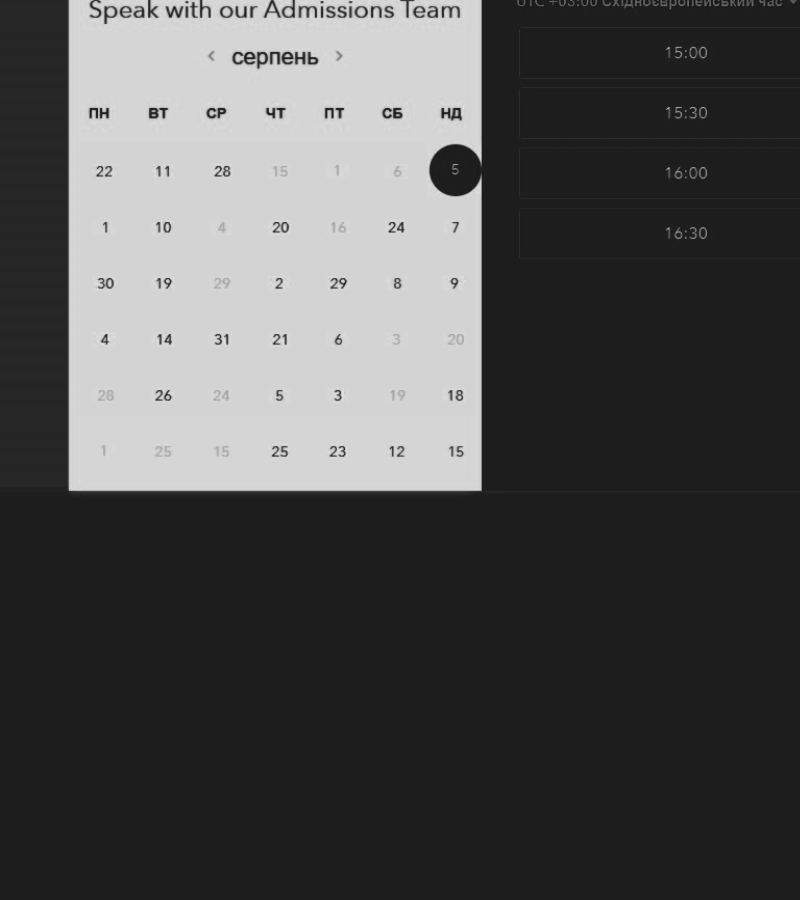 Speak with our Admissions Team
< серпень >
ПН ВТ СР ЧТ ПТ СБ НД
22 11 28 15 1 6 5
1 10 4 20 16 24 7
30 19 29 2 29 8 9
4 14 31 21 6 3 20
28 26 24 5 3 19 18
1 25 15 25 23 12 15
UTC +03:00 Східноєвропейський час
15:00
15:30
16:00
16:30